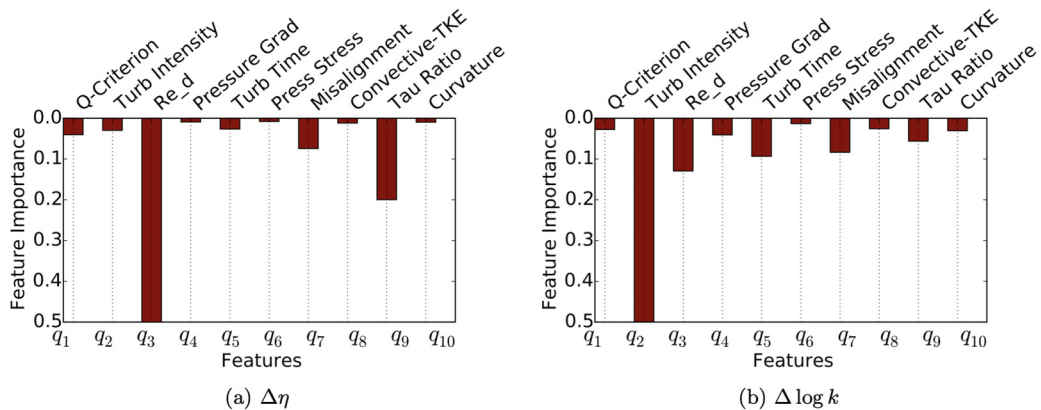 Q-Criterion
Turb Intensity
Re_d
Pressure Grad
Turb Time
Press Stress
Misalignment
Convective-TKE
Tau Ratio
Curvature
0.0
0.1
0.2
0.3
0.4
0.5
Feature Importance
q₁ q₂ q₃ q₄ q₅ q₆ q₇ q₈ q₉ q₁₀
Features
(a) Δη
Q-Criterion
Turb Intensity
Re_d
Pressure Grad
Turb Time
Press Stress
Misalignment
Convective-TKE
Tau Ratio
Curvature
0.0
0.1
0.2
0.3
0.4
0.5
Feature Importance
q₁ q₂ q₃ q₄ q₅ q₆ q₇ q₈ q₉ q₁₀
Features
(b) Δ log k